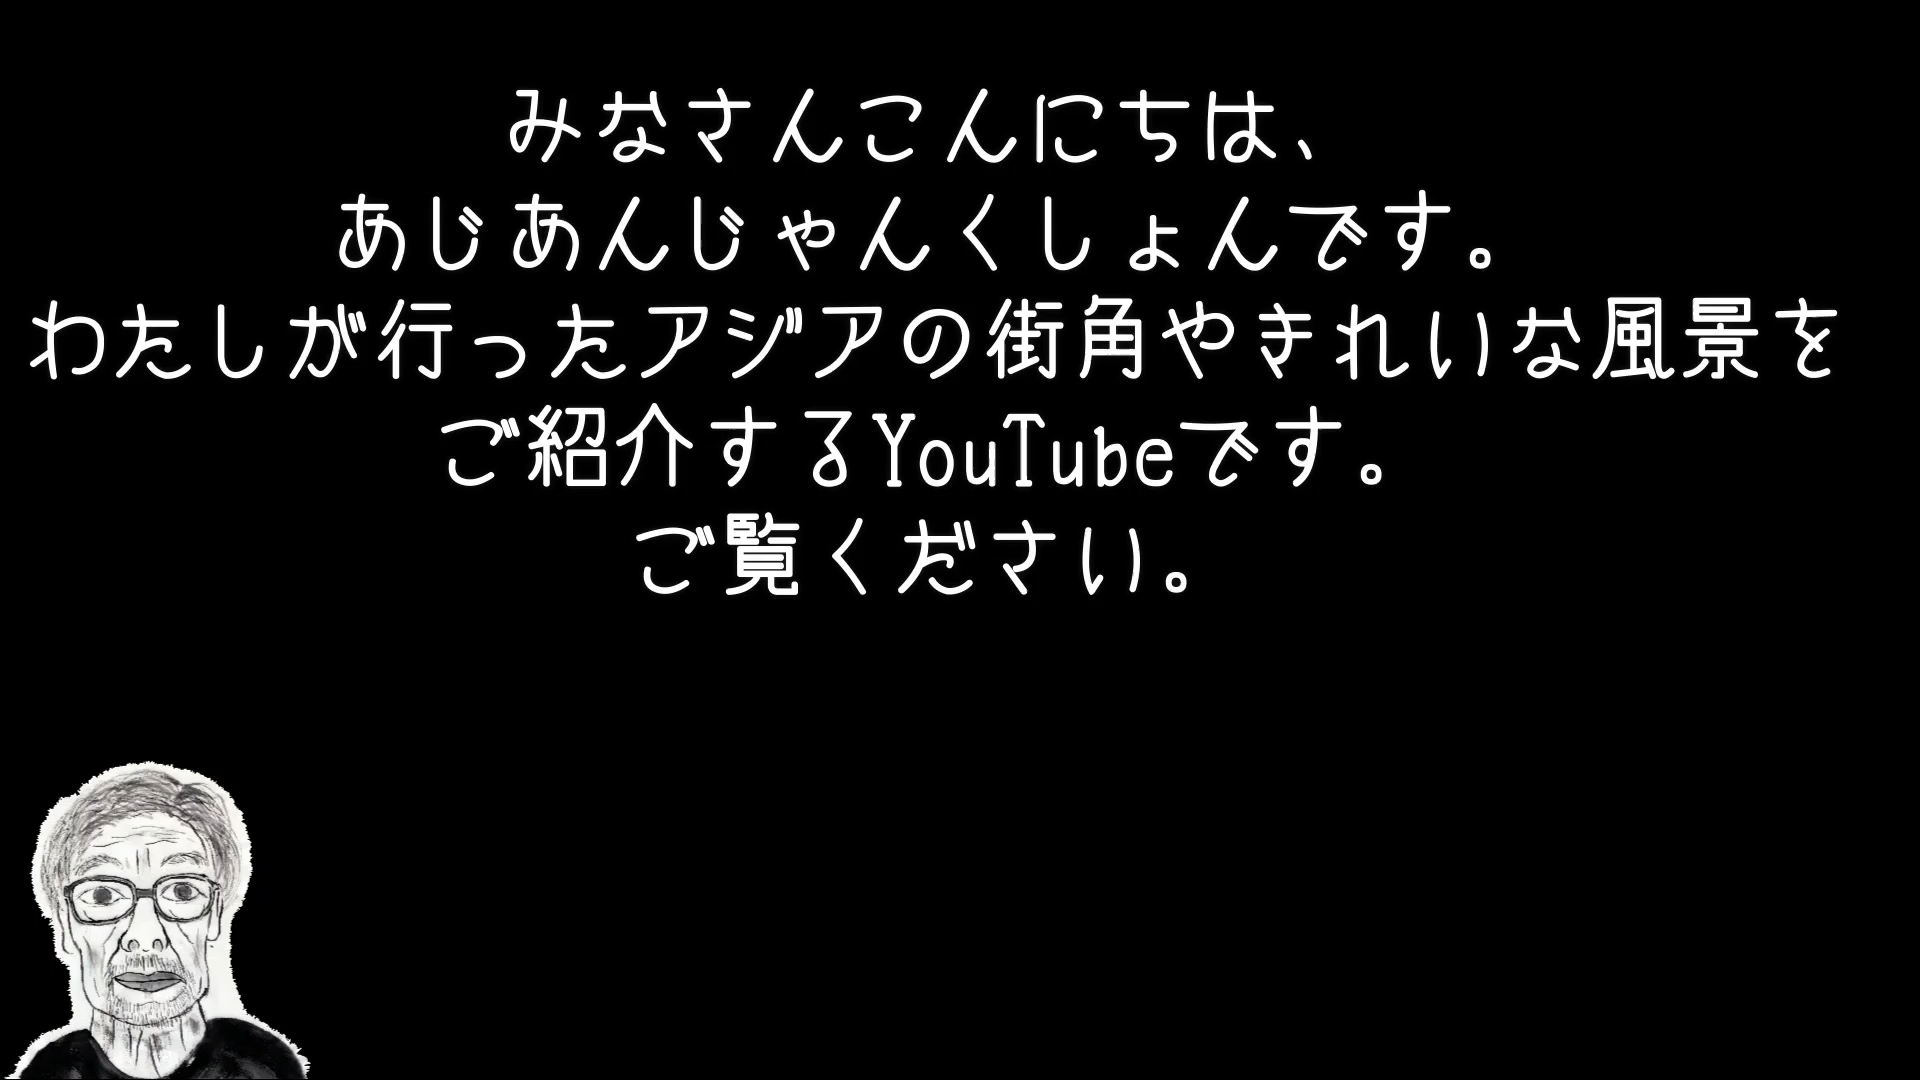 みなさんこんにちは、
あじあんじゃんくしょんです。
わたしが行ったアジアの街角やきれいな風景を
ご紹介するYouTubeです。
ご覧ください。